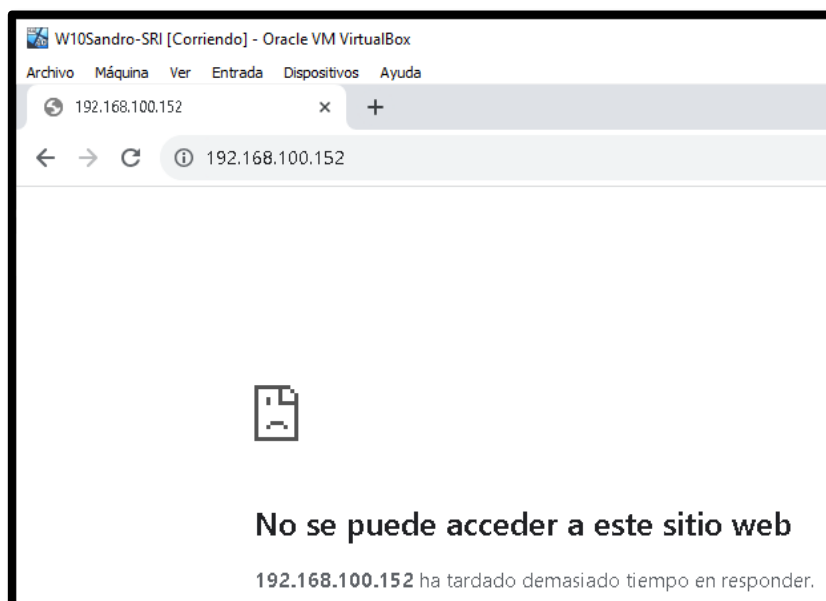 W10Sandro-SRI [Corriendo] - Oracle VM VirtualBox
Archivo Máquina Ver Entrada Dispositivos Ayuda
192.168.100.152
192.168.100.152
No se puede acceder a este sitio web
192.168.100.152 ha tardado demasiado tiempo en responder.